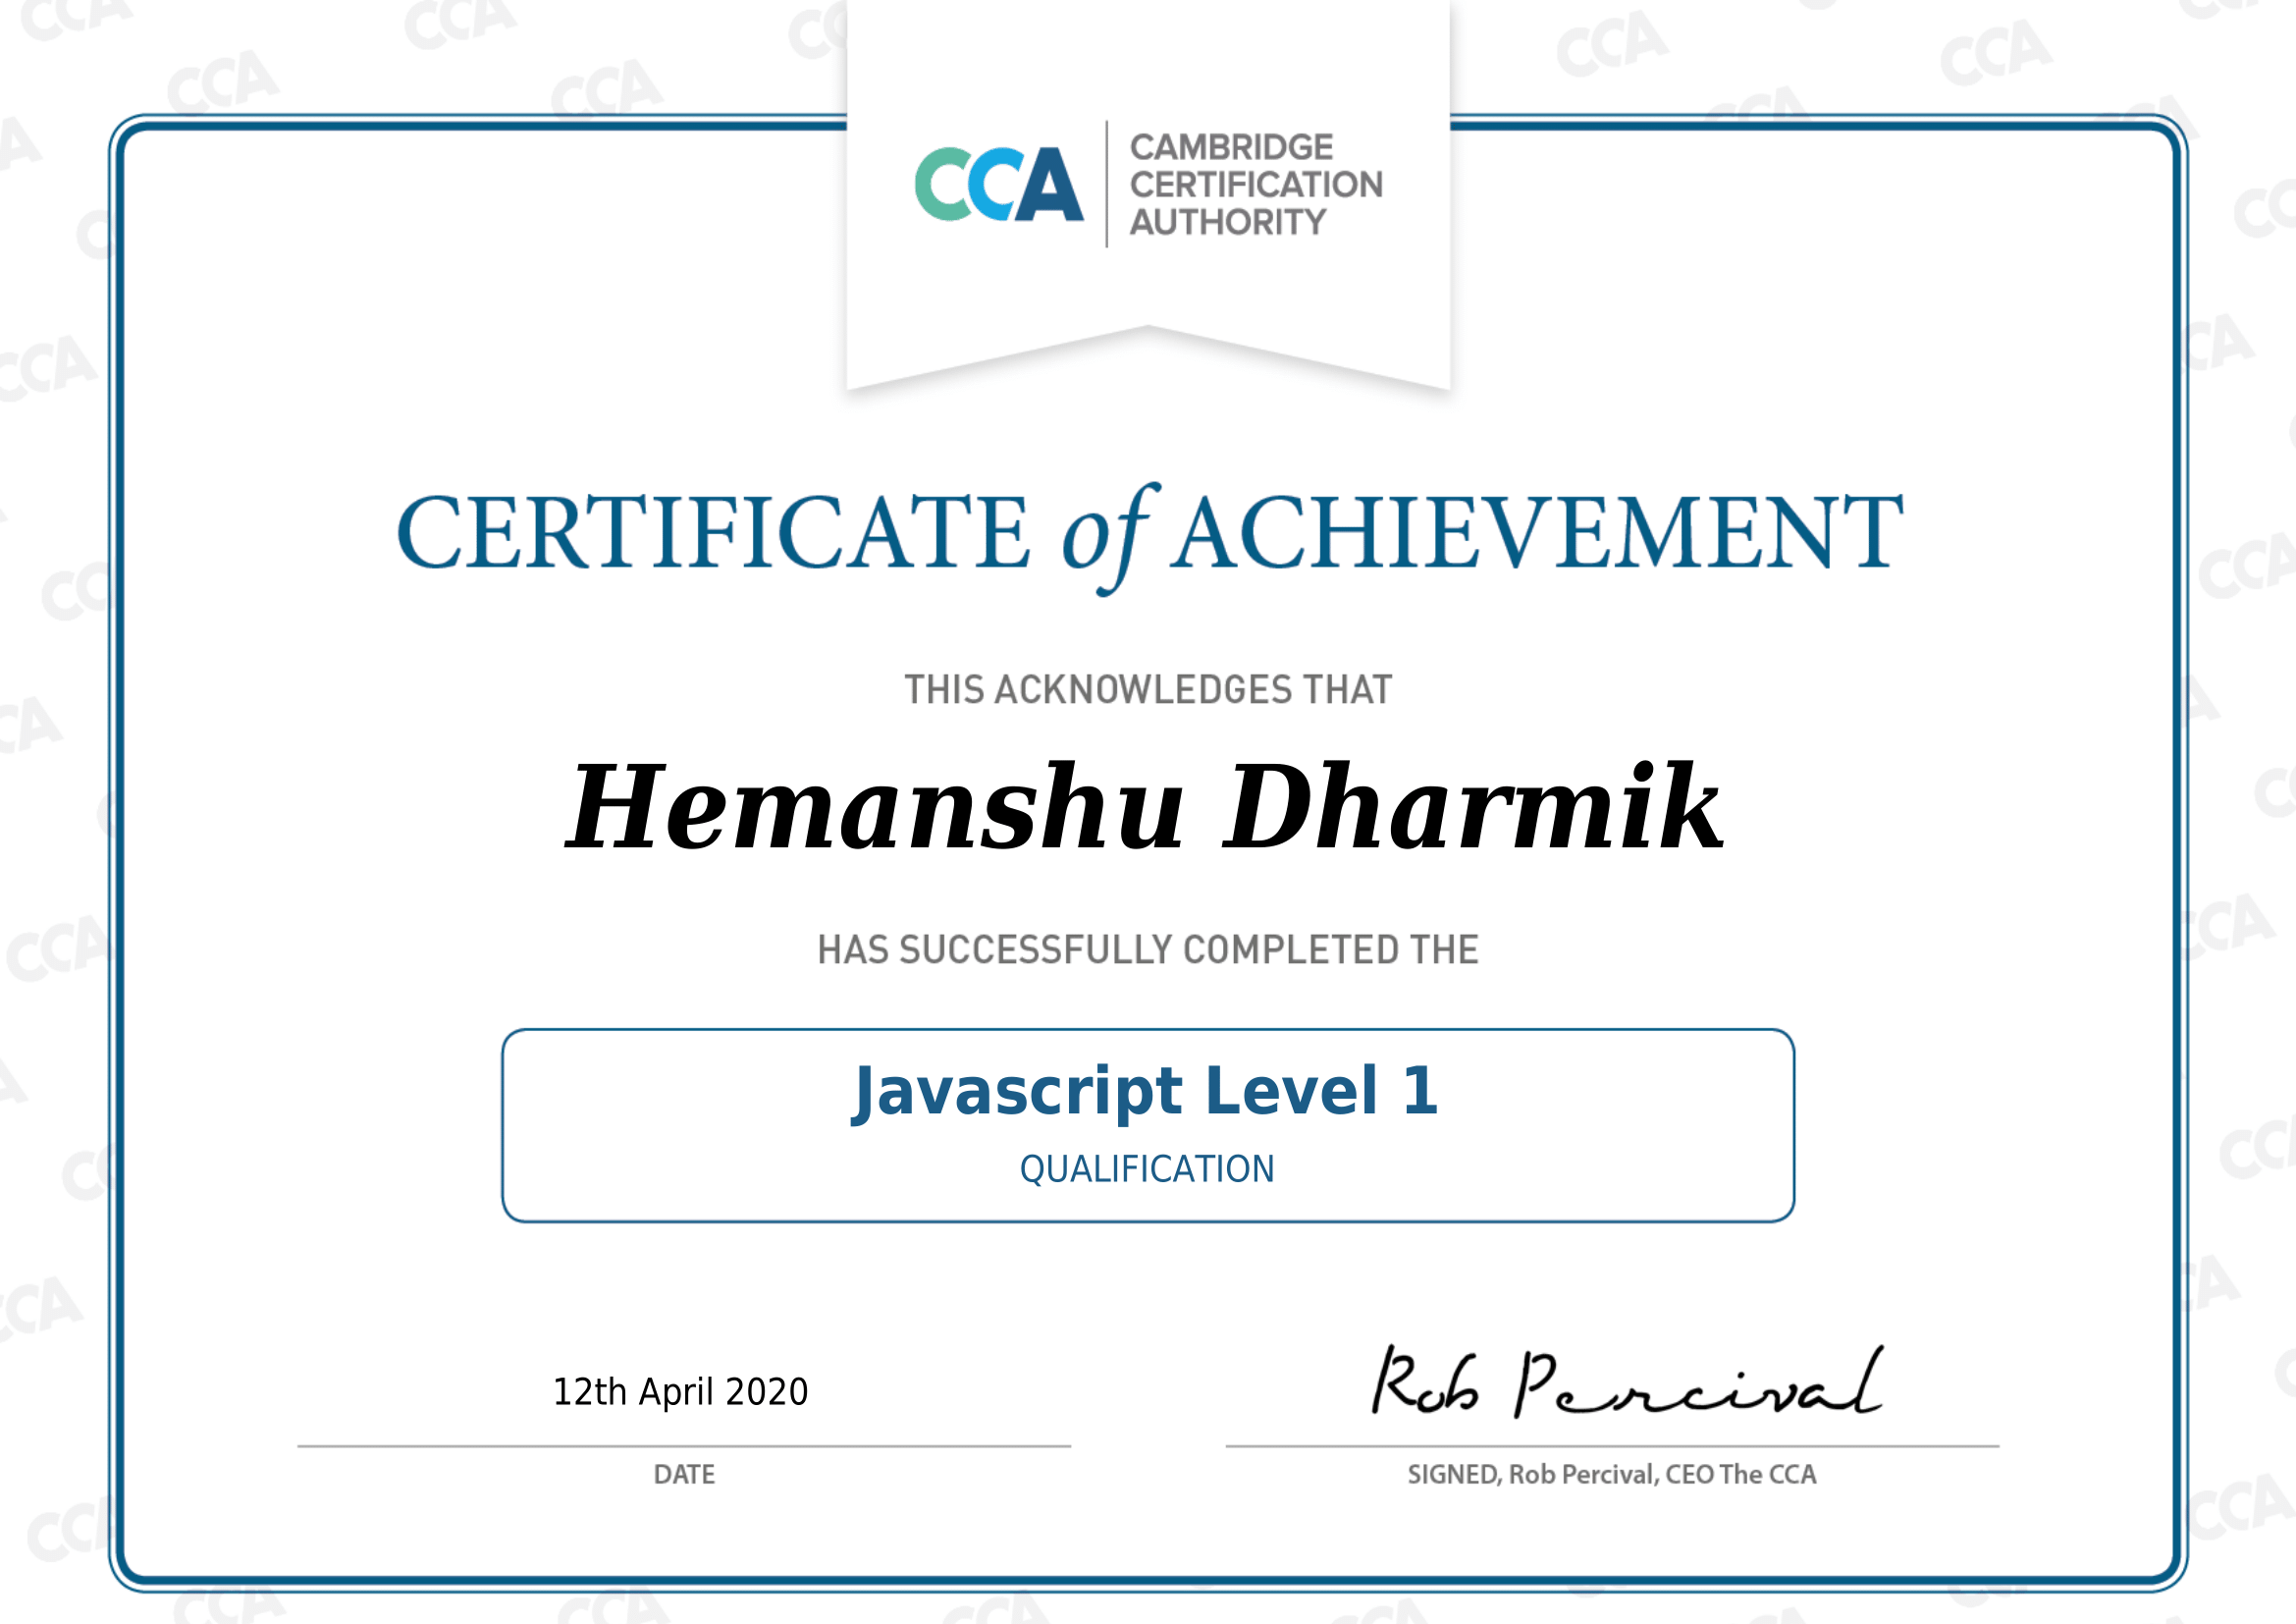 CCA
CAMBRIDGE
CERTIFICATION
AUTHORITY
CERTIFICATE of ACHIEVEMENT
THIS ACKNOWLEDGES THAT
Hemanshu Dharmik
HAS SUCCESSFULLY COMPLETED THE
Javascript Level 1
QUALIFICATION
12th April 2020
Rob Percival
DATE
SIGNED, Rob Percival, CEO The CCA